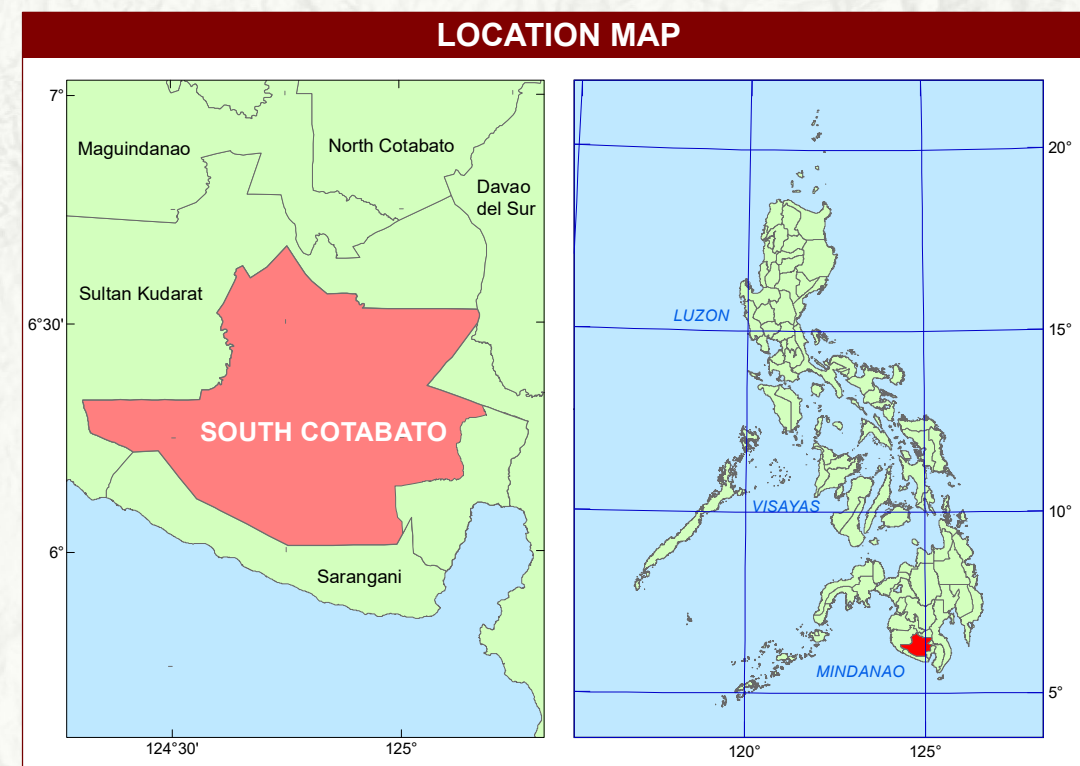 LOCATION MAP
7°
Maguindanao
North Cotabato
Davao
del Sur
Sultan Kudarat
6°30'
SOUTH COTABATO
6°
Sarangani
124°30'
125°
20°
LUZON
15°
VISAYAS
10°
MINDANAO
5°
120°
125°